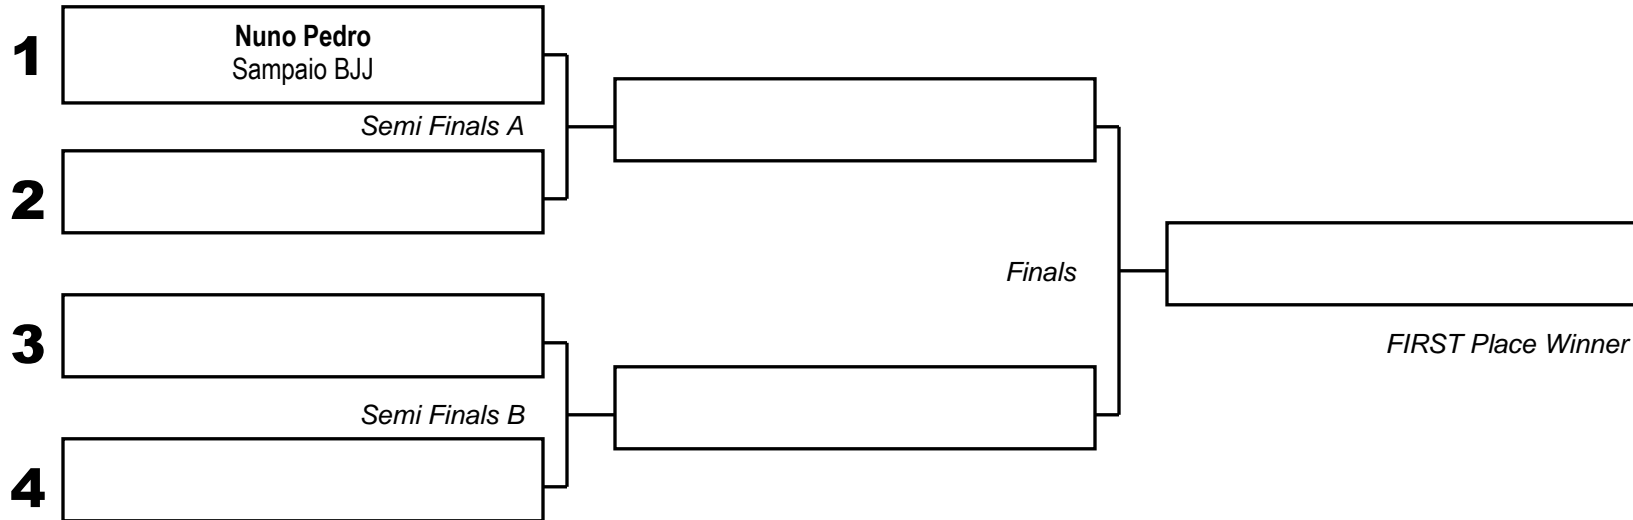 1
Nuno Pedro
Sampaio BJJ
Semi Finals A
2
Finals
3
FIRST Place Winner
Semi Finals B
4